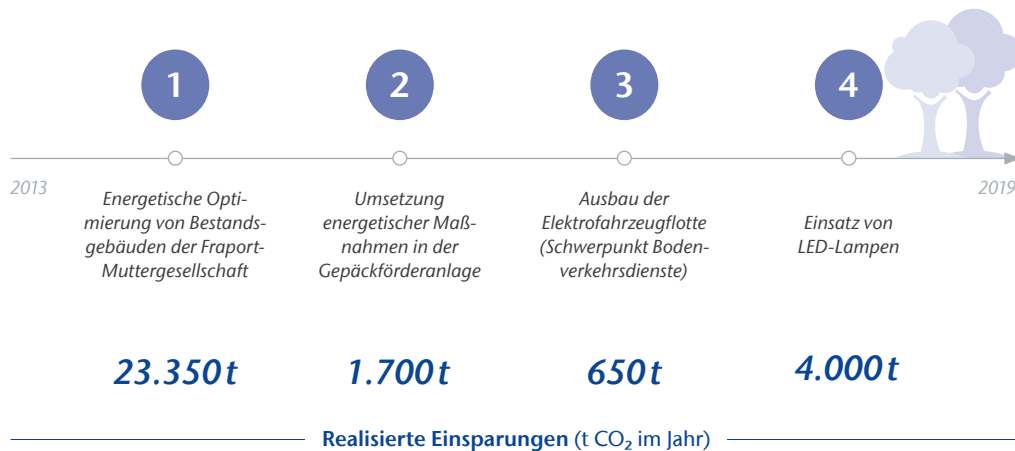 1
2
3
4
2013
2019
Energetische Opti-
mierung von Bestands-
gebäuden der Fraport-
Muttergesellschaft
Umsetzung
energetischer Maß-
nahmen in der
Gepäckförderanlage
Ausbau der
Elektrofahrzeugflotte
(Schwerpunkt Boden-
verkehrsdienste)
Einsatz von
LED-Lampen
23.350 t
1.700 t
650 t
4.000 t
Realisierte Einsparungen (t CO₂ im Jahr)